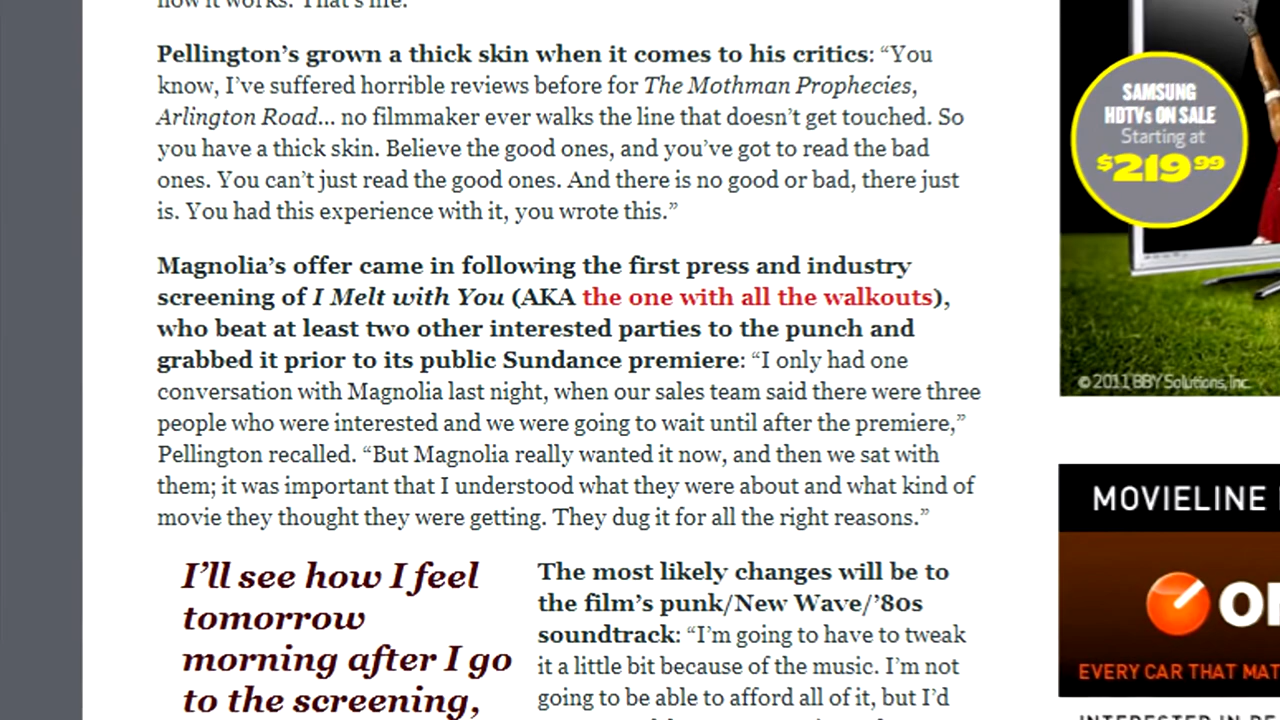 Pellington’s grown a thick skin when it comes to his critics: “You
know, I’ve suffered horrible reviews before for The Mothman Prophecies,
Arlington Road... no filmmaker ever walks the line that doesn’t get touched. So
you have a thick skin. Believe the good ones, and you’ve got to read the bad
ones. You can’t just read the good ones. And there is no good or bad, there just
is. You had this experience with it, you wrote this.”
Magnolia’s offer came in following the first press and industry
screening of I Melt with You (AKA the one with all the walkouts),
who beat at least two other interested parties to the punch and
grabbed it prior to its public Sundance premiere: “I only had one
conversation with Magnolia last night, when our sales team said there were three
people who were interested and we were going to wait until after the premiere,”
Pellington recalled. “But Magnolia really wanted it now, and then we sat with
them; it was important that I understood what they were about and what kind of
movie they thought they were getting. They dug it for all the right reasons.”
I’ll see how I feel
tomorrow
morning after I go
to the screening,
The most likely changes will be to
the film’s punk/New Wave/’80s
soundtrack: “I’m going to have to tweak
it a little bit because of the music. I’m not
going to be able to afford all of it, but I’d
SAMSUNG
HDTVs ON SALE
Starting at
$219.99
© 2011 BBY Solutions, Inc.
MOVIELINE
EVERY CAR THAT